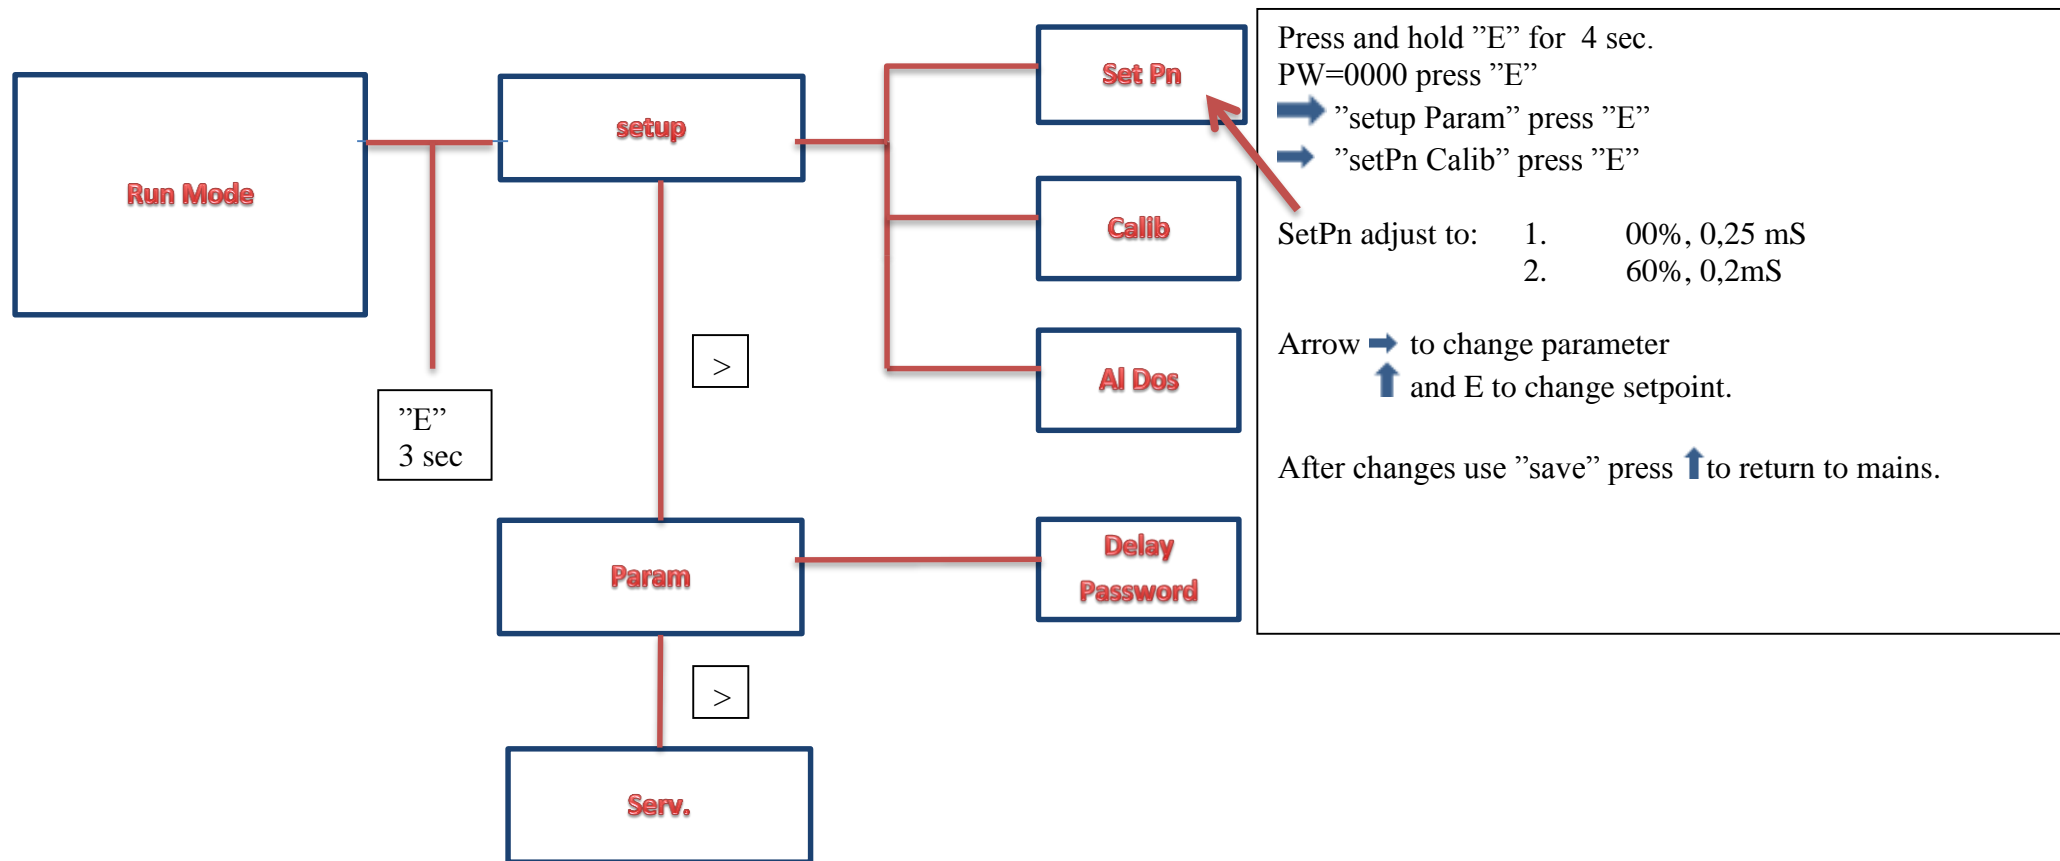 Run Mode
”E”
3 sec
setup
>
Param
>
Serv.
Set Pn
Calib
Al Dos
Delay
Password
Press and hold ”E” for 4 sec.
PW=0000 press ”E”
”setup Param” press ”E”
”setPn Calib” press ”E”
SetPn adjust to: 1. 00%, 0,25 mS
2. 60%, 0,2mS
Arrow to change parameter
and E to change setpoint.
After changes use ”save” press to return to mains.